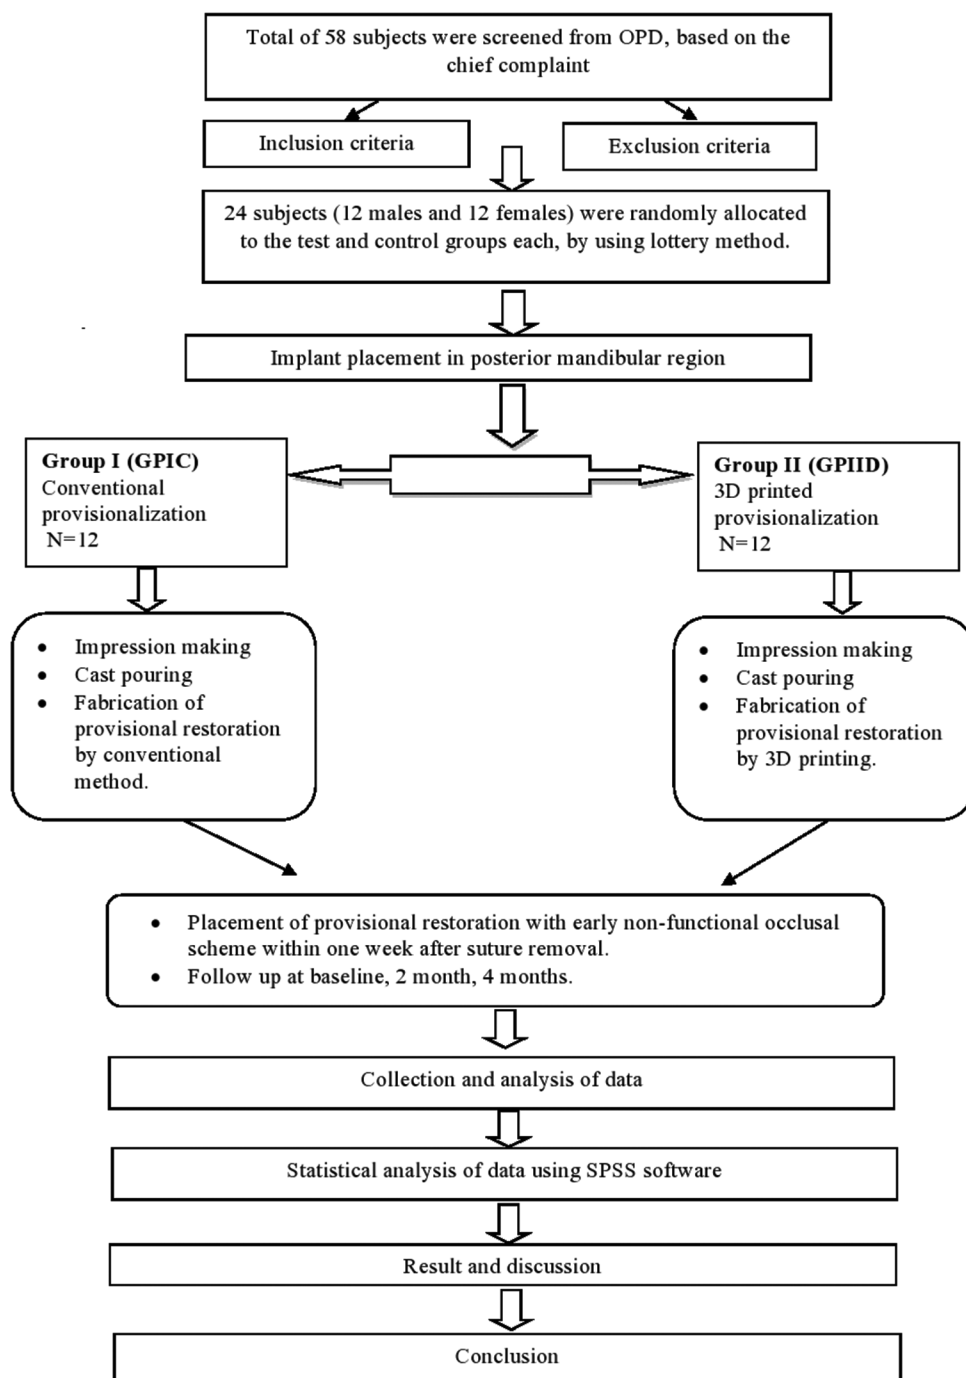 Total of 58 subjects were screened from OPD, based on the
chief complaint
Inclusion criteria
Exclusion criteria
24 subjects (12 males and 12 females) were randomly allocated
to the test and control groups each, by using lottery method.
Implant placement in posterior mandibular region
Group I (GPIC)
Conventional
provisionalization
N=12
Group II (GPIID)
3D printed
provisionalization
N=12
• Impression making
• Cast pouring
• Fabrication of
provisional restoration
by conventional
method.
• Impression making
• Cast pouring
• Fabrication of
provisional restoration
by 3D printing.
• Placement of provisional restoration with early non-functional occlusal
scheme within one week after suture removal.
• Follow up at baseline, 2 month, 4 months.
Collection and analysis of data
Statistical analysis of data using SPSS software
Result and discussion
Conclusion